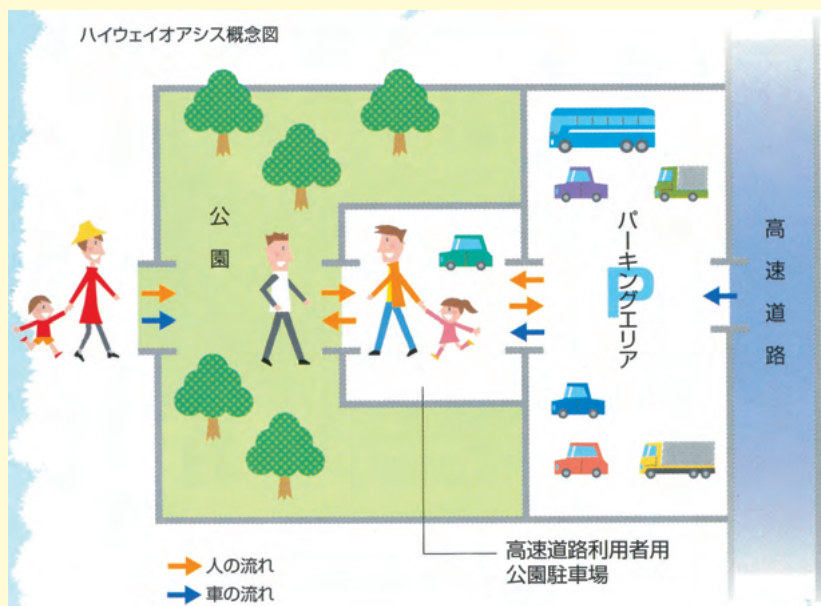 ハイウェイオアシス概念図
公園
パーキングエリア
P
高速道路
高速道路利用者用
公園駐車場
人の流れ
車の流れ